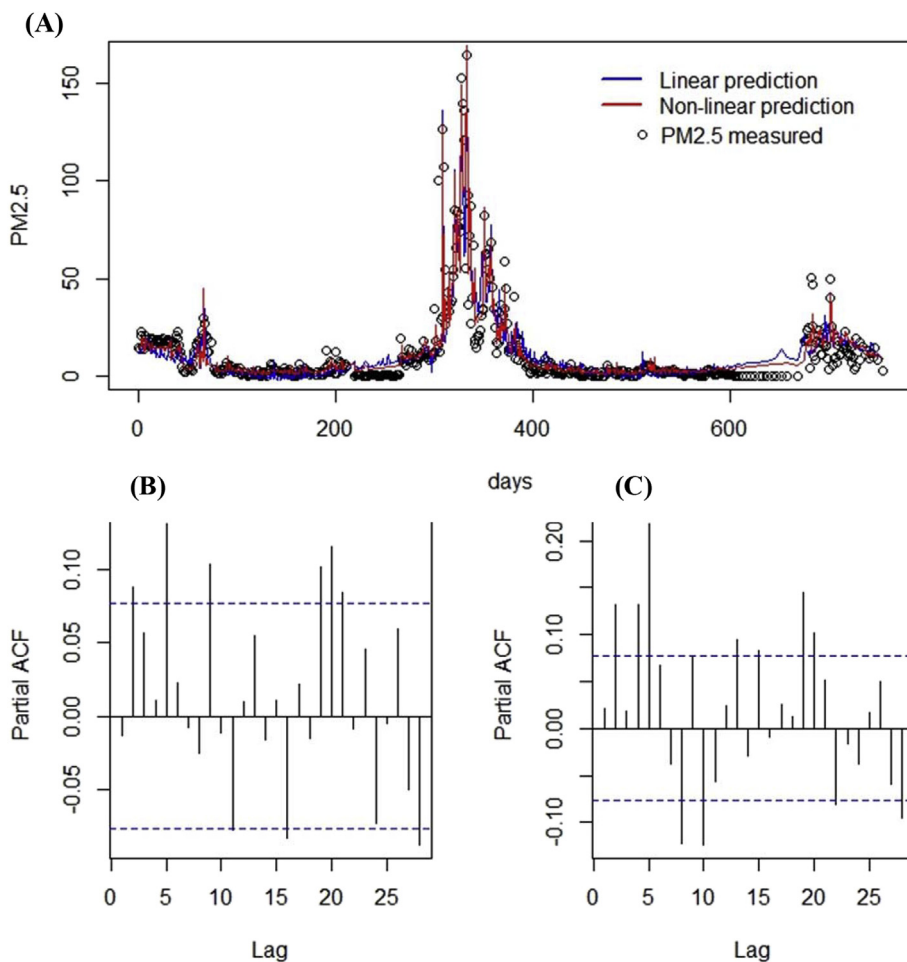 (A)
150
100
50
0
PM2.5
Linear prediction
Non-linear prediction
PM2.5 measured
0 200 400 600
days
(B)
0.10
0.05
0.00
-0.05
Partial ACF
0 5 10 15 20 25
Lag
(C)
0.20
0.10
0.00
-0.10
Partial ACF
0 5 10 15 20 25
Lag